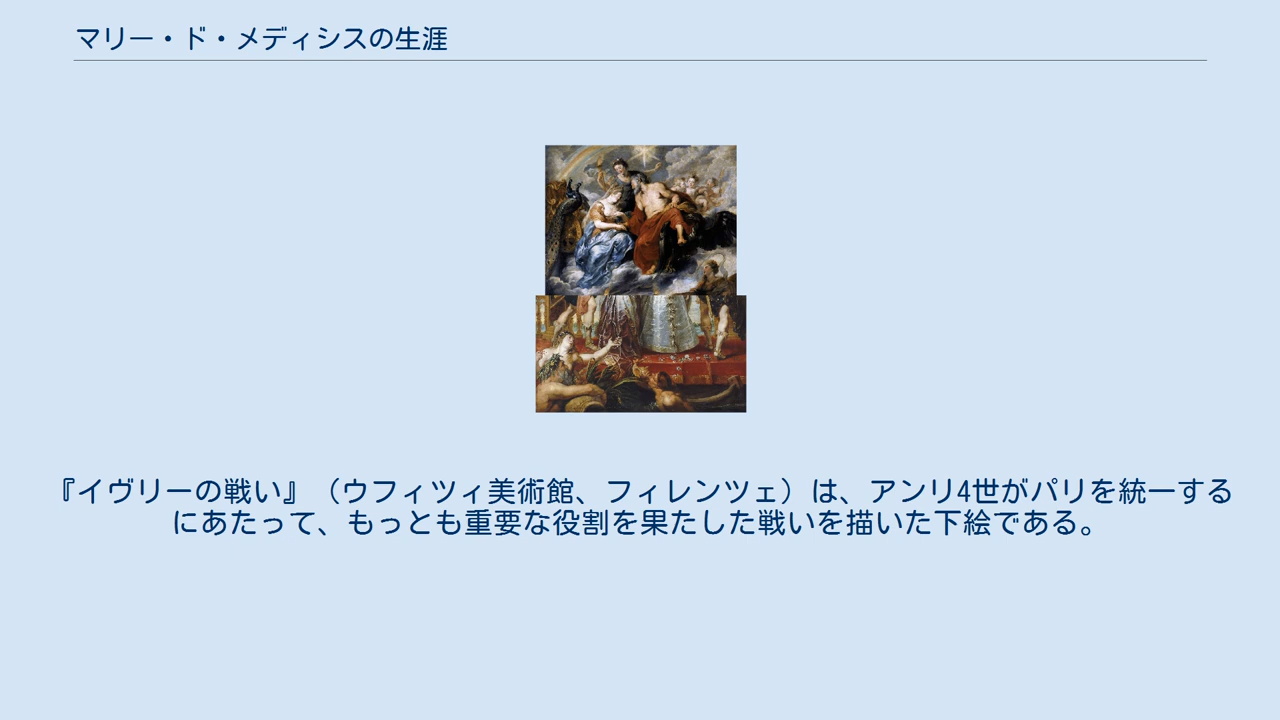 マリー・ド・メディシスの生涯
『イヴリーの戦い』（ウフィツィ美術館、フィレンツェ）は、アンリ4世がパリを統一する
にあたって、もっとも重要な役割を果たした戦いを描いた下絵である。